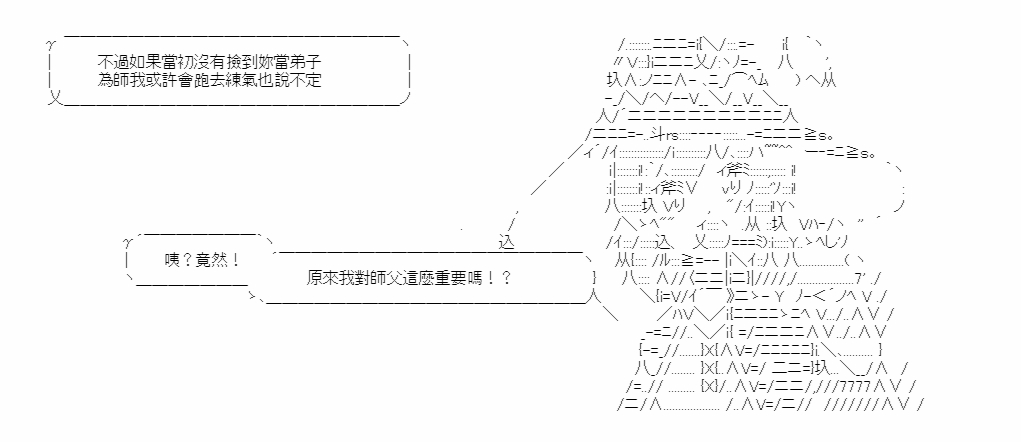 不過如果當初沒有撿到妳當弟子
為師我或許會跑去練氣也說不定
咦？竟然！
原來我對師父這麼重要嗎！？